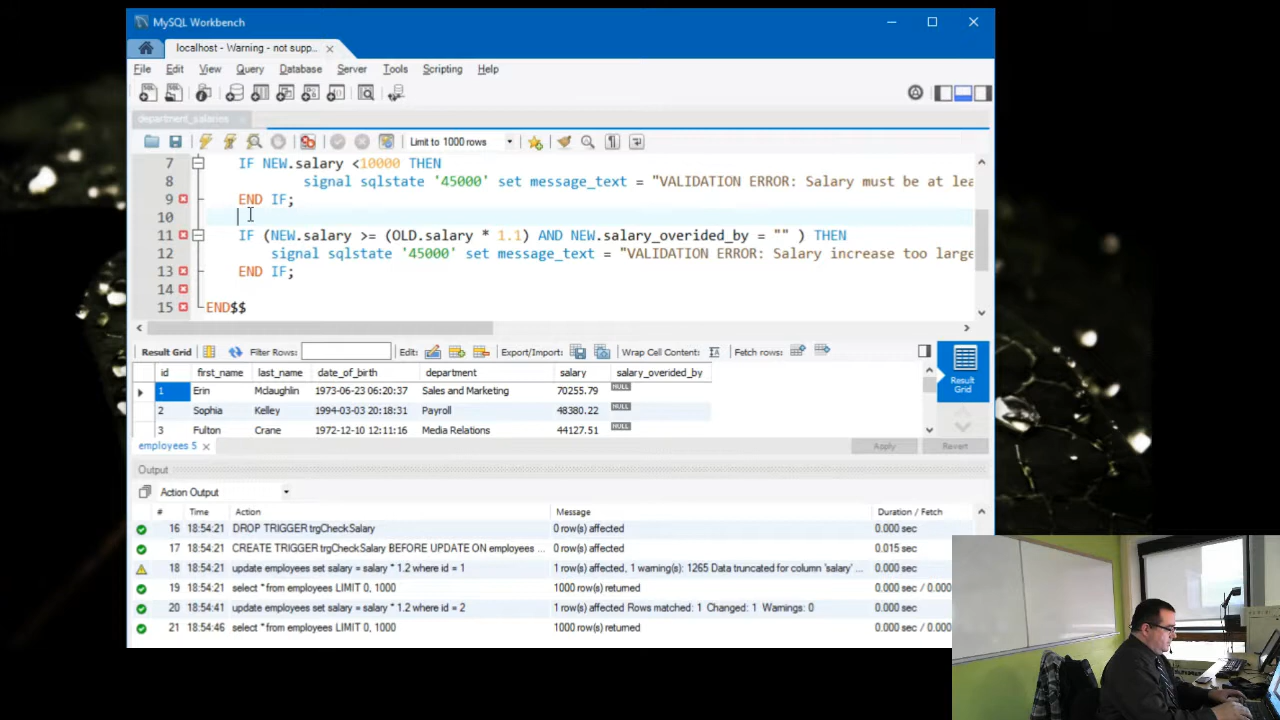 MySQL Workbench
localhost - Warning - not supp...
File Edit View Query Database Server Tools Scripting Help
department_salaries
Limit to 1000 rows
7 IF NEW.salary <10000 THEN
8 signal sqlstate '45000' set message_text = "VALIDATION ERROR: Salary must be at lea
9 END IF;
10
11 IF (NEW.salary >= (OLD.salary * 1.1) AND NEW.salary_overided_by = "" ) THEN
12 signal sqlstate '45000' set message_text = "VALIDATION ERROR: Salary increase too large
13 END IF;
14
15 END$$
Result Grid Filter Rows: Edit: Export/Import: Wrap Cell Content: Fetch rows:
Result Grid
id first_name last_name date_of_birth department salary salary_overided_by
1 Erin Mclaughlin 1973-06-23 06:20:37 Sales and Marketing 70255.79 NULL
2 Sophia Kelley 1994-03-03 20:18:31 Payroll 48380.22 NULL
3 Fulton Crane 1972-12-10 12:11:16 Media Relations 44127.51 NULL
employees 5 Apply Revert
Output
Action Output
# Time Action Message Duration / Fetch
16 18:54:21 DROP TRIGGER trgCheckSalary 0 row(s) affected 0.000 sec
17 18:54:21 CREATE TRIGGER trgCheckSalary BEFORE UPDATE ON employees ... 0 row(s) affected 0.015 sec
18 18:54:21 update employees set salary = salary * 1.2 where id = 1 1 row(s) affected, 1 warning(s): 1265 Data truncated for column 'salary' ... 0.000 sec
19 18:54:21 select * from employees LIMIT 0, 1000 1000 row(s) returned 0.000 sec / 0.000
20 18:54:41 update employees set salary = salary * 1.2 where id = 2 1 row(s) affected Rows matched: 1 Changed: 1 Warnings: 0 0.000 sec
21 18:54:46 select * from employees LIMIT 0, 1000 1000 row(s) returned 0.000 sec / 0.000